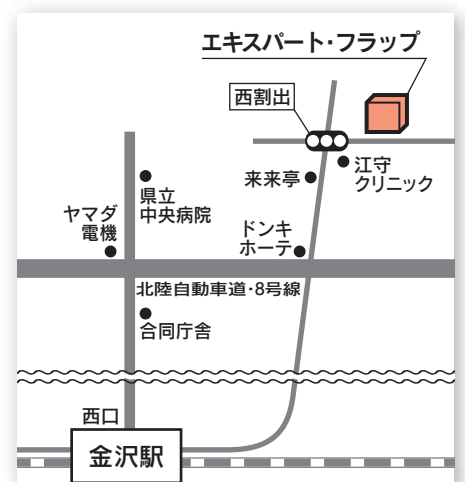 エキスパート・フラップ
西割出
江守
クリニック
来来亭
県立
中央病院
ヤマダ
電機
ドンキ
ホーテ
北陸自動車道・8号線
合同庁舎
西口
金沢駅